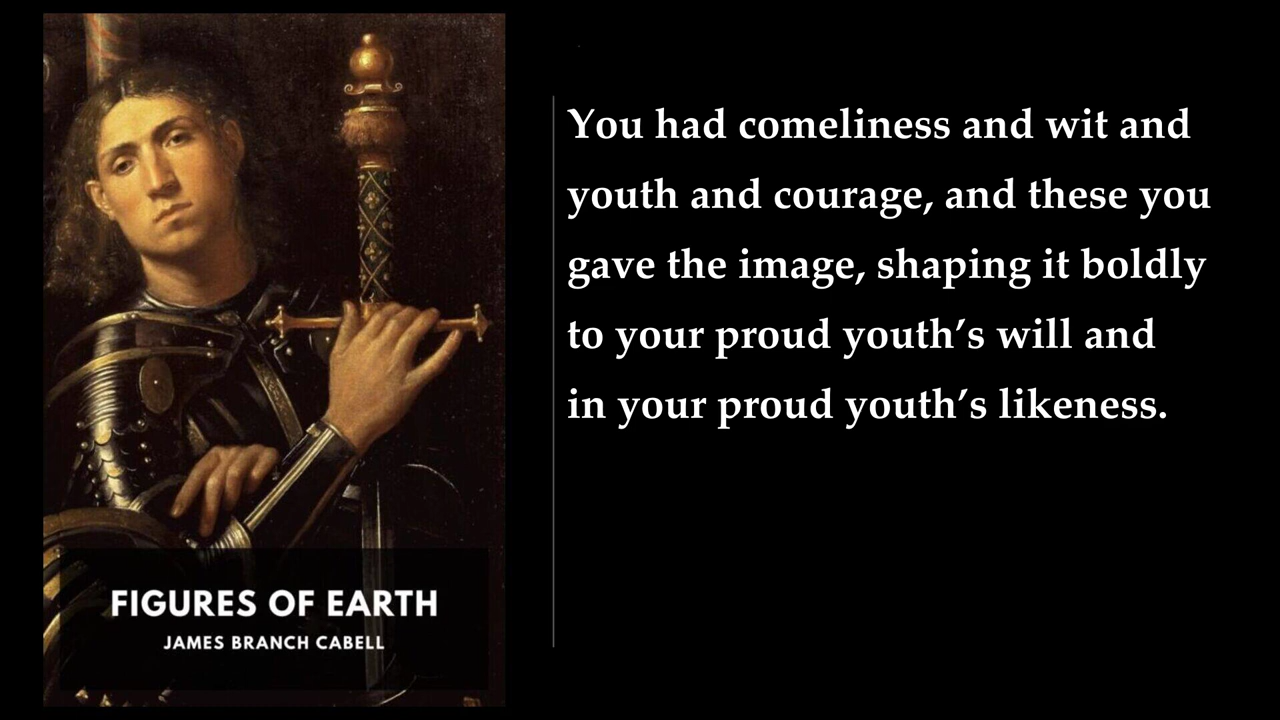 FIGURES OF EARTH
JAMES BRANCH CABELL
You had comeliness and wit and
youth and courage, and these you
gave the image, shaping it boldly
to your proud youth’s will and
in your proud youth’s likeness.